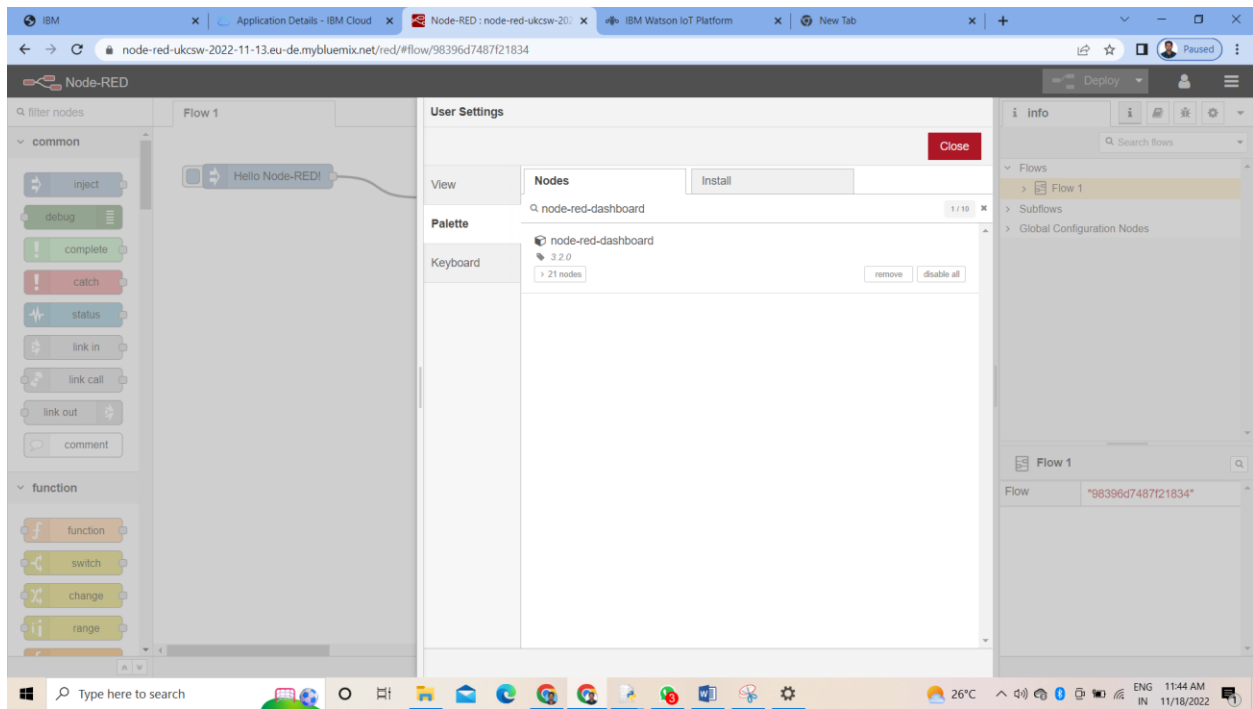 IBM
Application Details - IBM Cloud
Node-RED : node-red-ukcsw-202
IBM Watson IoT Platform
New Tab
node-red-ukcsw-2022-11-13.eu-de.mybluemix.net/red/#flow/98396d7487f21834
Paused
Node-RED
Deploy
filter nodes
Flow 1
User Settings
i info
Close
Search flows
common
inject
debug
complete
catch
status
link in
link call
link out
comment
function
function
switch
change
range
Hello Node-RED!
View
Palette
Keyboard
Nodes
Install
node-red-dashboard
1 / 19
node-red-dashboard
3.2.0
> 21 nodes
remove
disable all
Flows
Flow 1
Subflows
Global Configuration Nodes
Flow 1
Flow
"98396d7487f21834"
Type here to search
3
26°C
ENG
IN
11:44 AM
11/18/2022
1